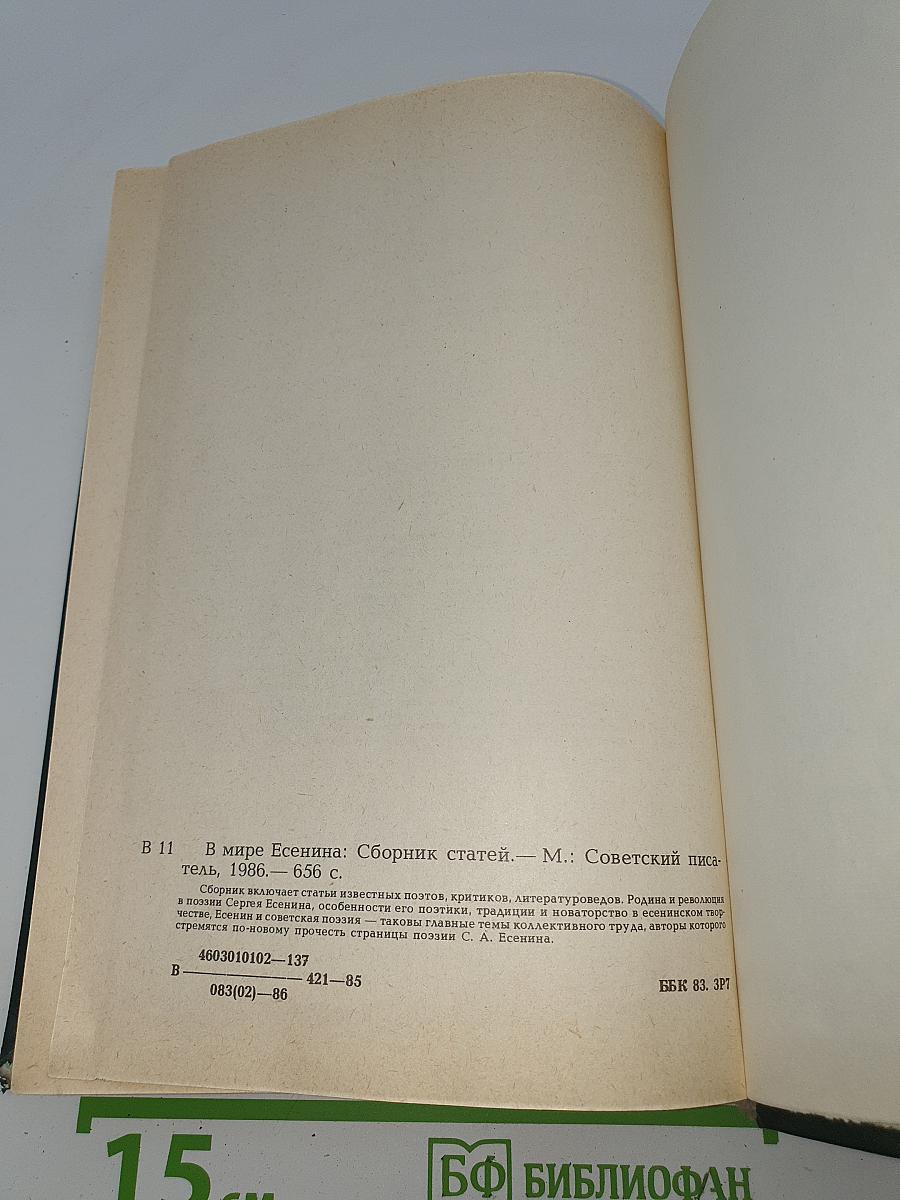 В 11 В мире Есенина: Сборник статей.— М.: Советский писа-
тель, 1986.— 656 с.
Сборник включает статьи известных поэтов, критиков, литературоведов. Родина и революция
в поэзии Сергея Есенина, особенности его поэтики, традиции и новаторство в есенинском твор-
честве, Есенин и советская поэзия — таковы главные темы коллективного труда, авторы которого
стремятся по-новому прочесть страницы поэзии С. А. Есенина.
4603010102—137
В ——— 421—85
083(02)—86
ББК 83. 3Р7
15 см
БФ БИБЛИОФАН